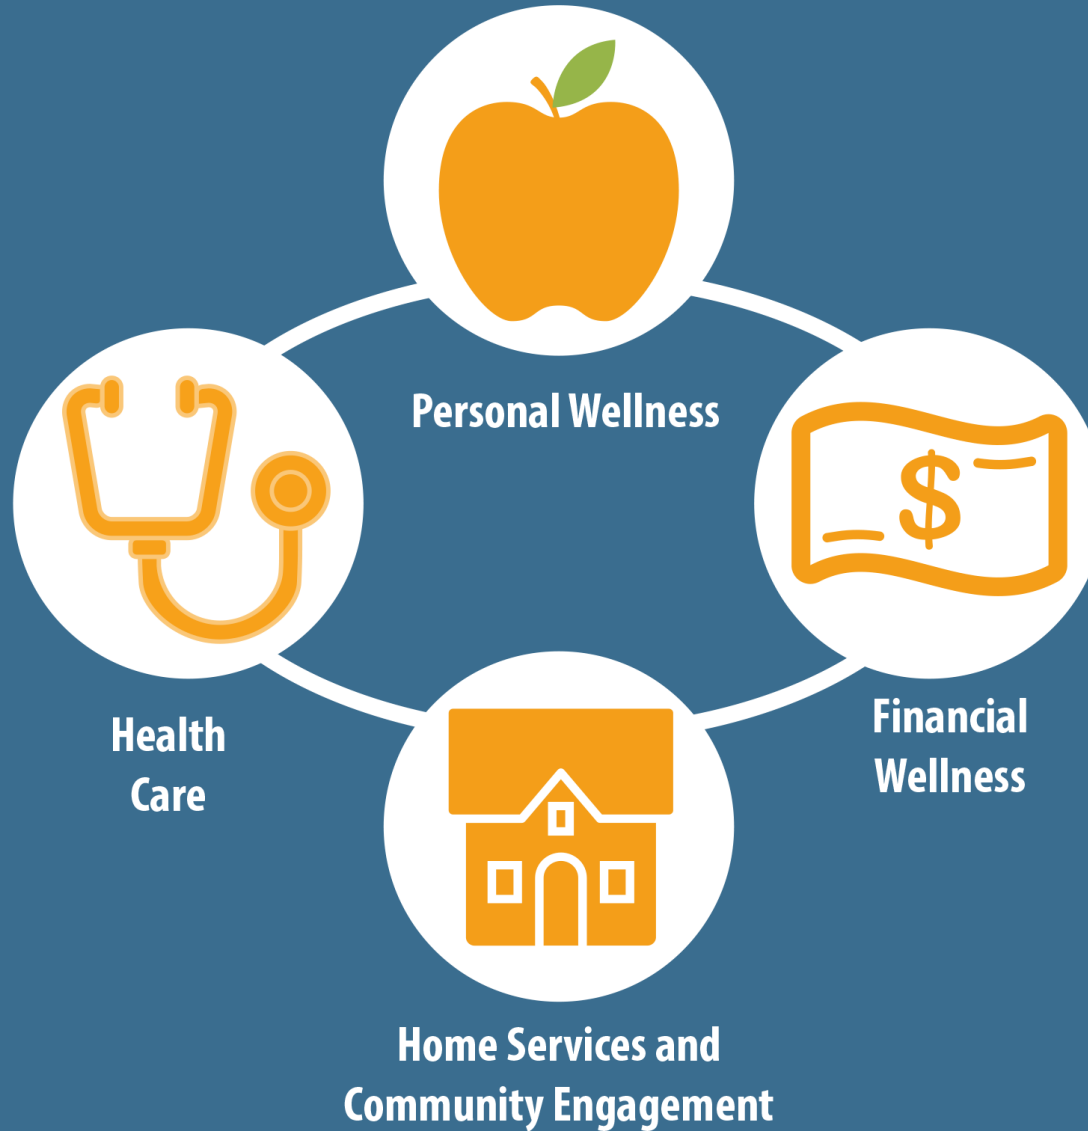 Personal Wellness
$
Health
Care
Financial
Wellness
Home Services and
Community Engagement